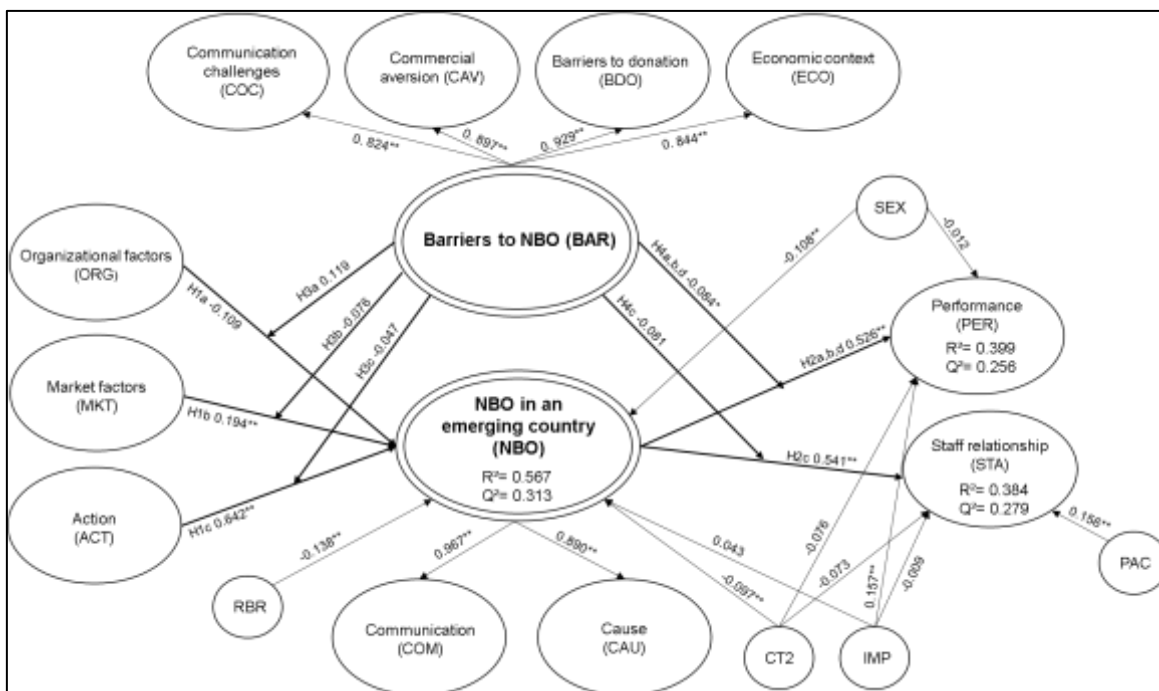 Communication
challenges
(COC)
Commercial
aversion (CAV)
Barriers to donation
(BDO)
Economic context
(ECO)
0. 824**
0. 897**
0. 929**
0. 844**
Barriers to NBO (BAR)
SEX
Organizational factors
(ORG)
H1a -0.109
H3a 0.119
H3b -0.076
H3c -0.047
H4a,b,d -0.084*
H4c -0.081
-0.108**
-0.012
Performance
(PER)
R²= 0.399
Q²= 0.256
H2a,b,d 0.526**
Market factors
(MKT)
H1b 0.194**
NBO in an
emerging country
(NBO)
R²= 0.567
Q²= 0.313
H2c 0.541**
Staff relationship
(STA)
R²= 0.384
Q²= 0.279
Action
(ACT)
H1c 0.642**
-0.138**
RBR
0.967**
0.890**
Communication
(COM)
Cause
(CAU)
0.043
-0.097**
-0.073
-0.076
0.157**
-0.009
0.156**
PAC
CT2
IMP